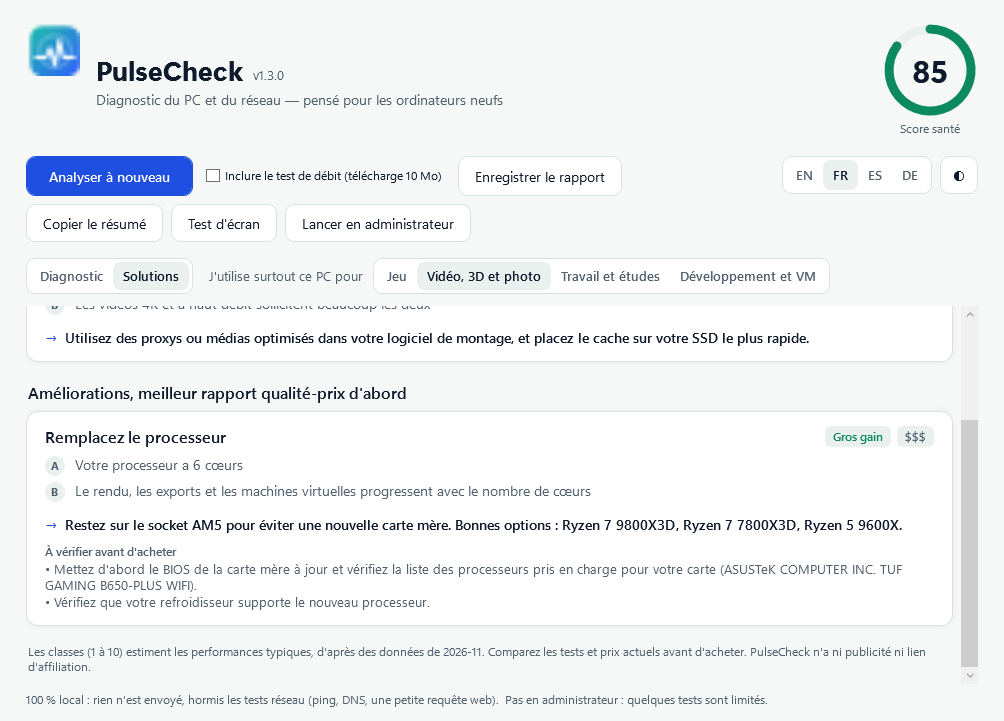 PulseCheck v1.3.0
Diagnostic du PC et du réseau — pensé pour les ordinateurs neufs
85
Score santé
Analyser à nouveau
Inclure le test de débit (télécharge 10 Mo)
Enregistrer le rapport
EN FR ES DE
Copier le résumé
Test d'écran
Lancer en administrateur
Diagnostic Solutions
J'utilise surtout ce PC pour
Jeu Vidéo, 3D et photo Travail et études Développement et VM
B Les vidéos 4K et à haut débit sollicitent beaucoup les deux
→ Utilisez des proxys ou médias optimisés dans votre logiciel de montage, et placez le cache sur votre SSD le plus rapide.
Améliorations, meilleur rapport qualité-prix d'abord
Remplacez le processeur
Gros gain $$$
A Votre processeur a 6 cœurs
B Le rendu, les exports et les machines virtuelles progressent avec le nombre de cœurs
→ Restez sur le socket AM5 pour éviter une nouvelle carte mère. Bonnes options : Ryzen 7 9800X3D, Ryzen 7 7800X3D, Ryzen 5 9600X.
À vérifier avant d'acheter
• Mettez d'abord le BIOS de la carte mère à jour et vérifiez la liste des processeurs pris en charge pour votre carte (ASUSTeK COMPUTER INC. TUF
GAMING B650-PLUS WIFI).
• Vérifiez que votre refroidisseur supporte le nouveau processeur.
Les classes (1 à 10) estiment les performances typiques, d'après des données de 2026-11. Comparez les tests et prix actuels avant d'acheter. PulseCheck n'a ni publicité ni lien
d'affiliation.
100 % local : rien n'est envoyé, hormis les tests réseau (ping, DNS, une petite requête web). Pas en administrateur : quelques tests sont limités.